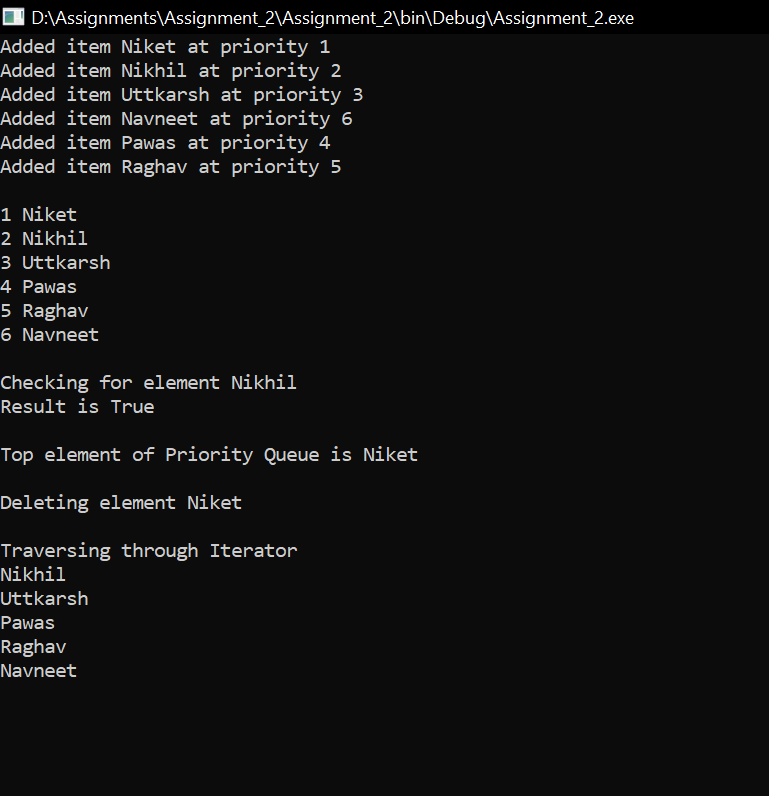 D:\Assignments\Assignment_2\Assignment_2\bin\Debug\Assignment_2.exe
Added item Niket at priority 1
Added item Nikhil at priority 2
Added item Uttkarsh at priority 3
Added item Navneet at priority 6
Added item Pawas at priority 4
Added item Raghav at priority 5
1 Niket
2 Nikhil
3 Uttkarsh
4 Pawas
5 Raghav
6 Navneet
Checking for element Nikhil
Result is True
Top element of Priority Queue is Niket
Deleting element Niket
Traversing through Iterator
Nikhil
Uttkarsh
Pawas
Raghav
Navneet